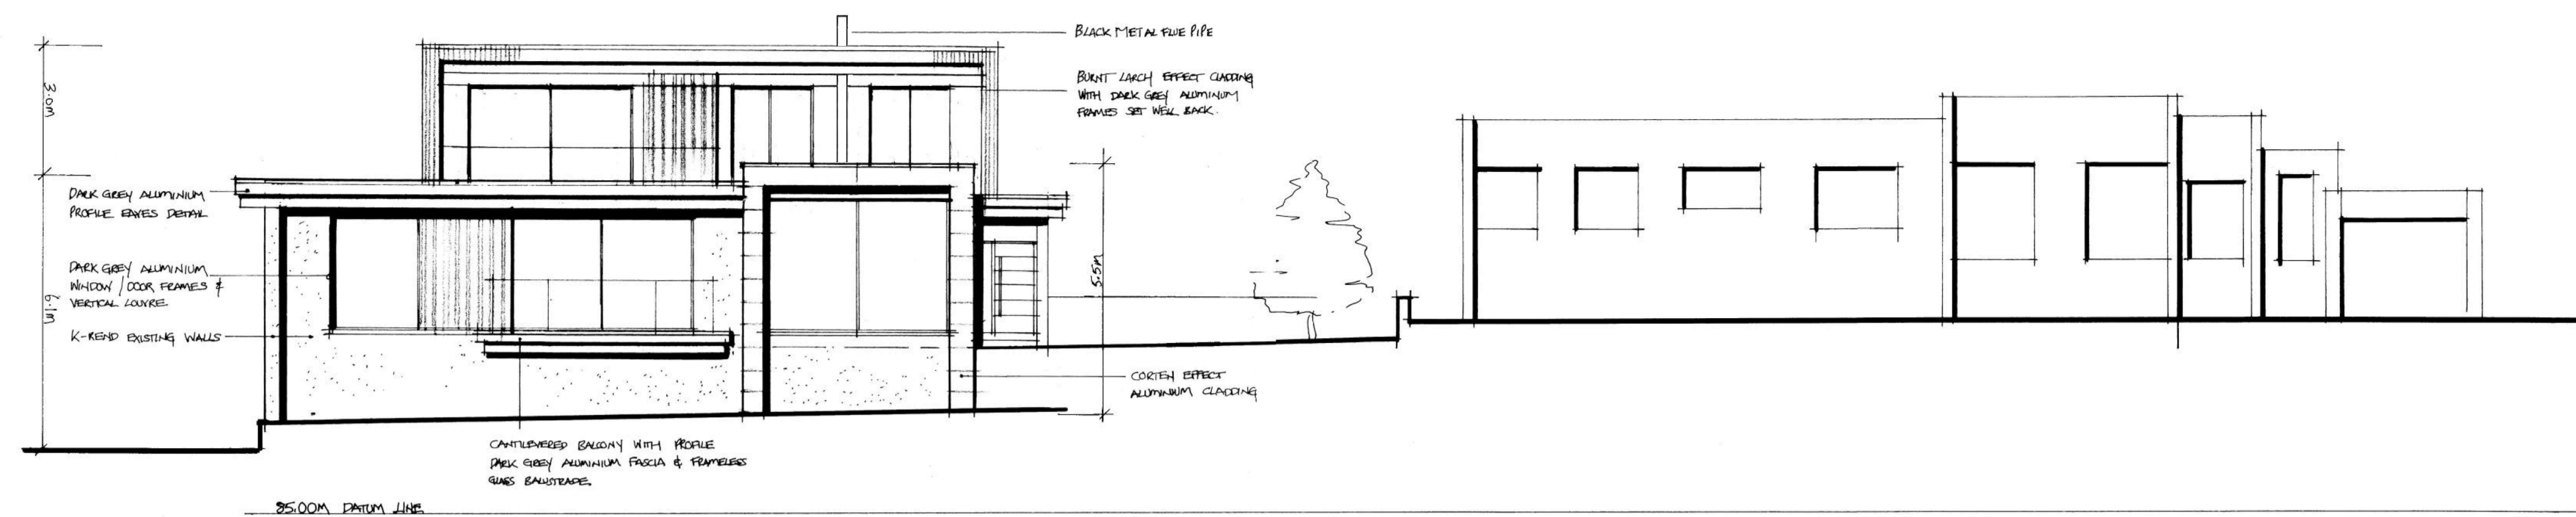 BLACK METAL FLUE PIPE
BURNT LARCH EFFECT CLADDING
WITH DARK GREY ALUMINIUM
FRAMES SET WELL BACK.
3.0m
DARK GREY ALUMINIUM
PROFILE EAVES DETAIL
DARK GREY ALUMINIUM
WINDOW / DOOR FRAMES &
VERTICAL LOUVRE
6.1m
K-REND EXISTING WALLS
5.5m
CORTEN EFFECT
ALUMINIUM CLADDING
CANTILEVERED BALCONY WITH PROFILE
DARK GREY ALUMINIUM FASCIA & FRAMELESS
GLASS BALUSTRADE.
85.00M DATUM LINE